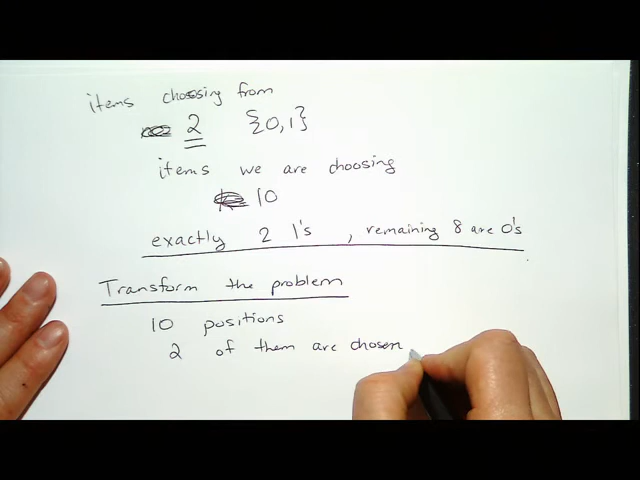 items choosing from
2 {0,1}
items we are choosing
10
exactly 2 1's, remaining 8 are 0's
Transform the problem
10 positions
2 of them are chosen